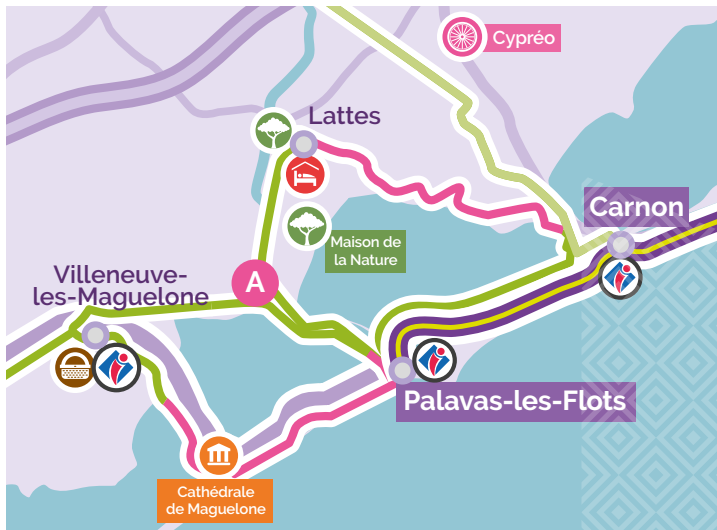 Cypréo
Lattes
Carnon
Maison de
la Nature
Villeneuve-
les-Maguelone
A
Palavas-les-Flots
Cathédrale
de Maguelone